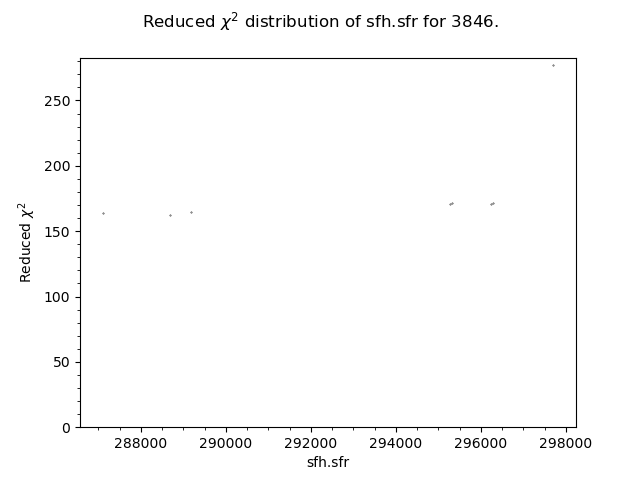 Reduced χ² distribution of sfh.sfr for 3846.
250
200
150
100
50
0
Reduced χ²
288000 290000 292000 294000 296000 298000
sfh.sfr